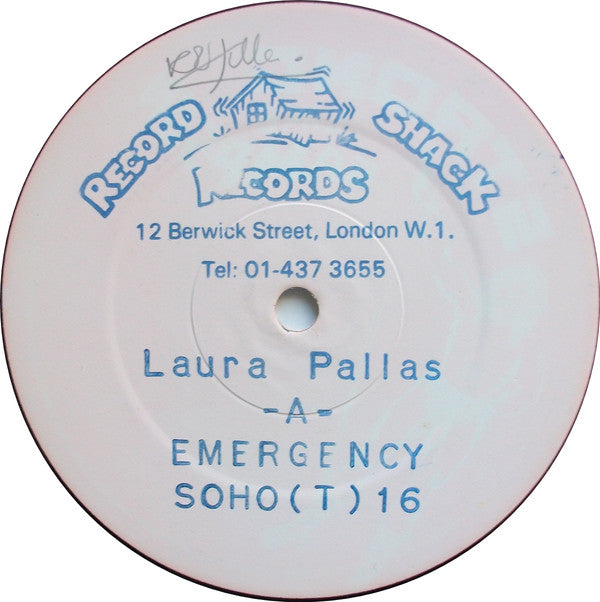 RECORD SHACK
RECORDS
12 Berwick Street, London W.1.
Tel: 01-437 3655
Laura Pallas
-A-
EMERGENCY
SOHO(T)16